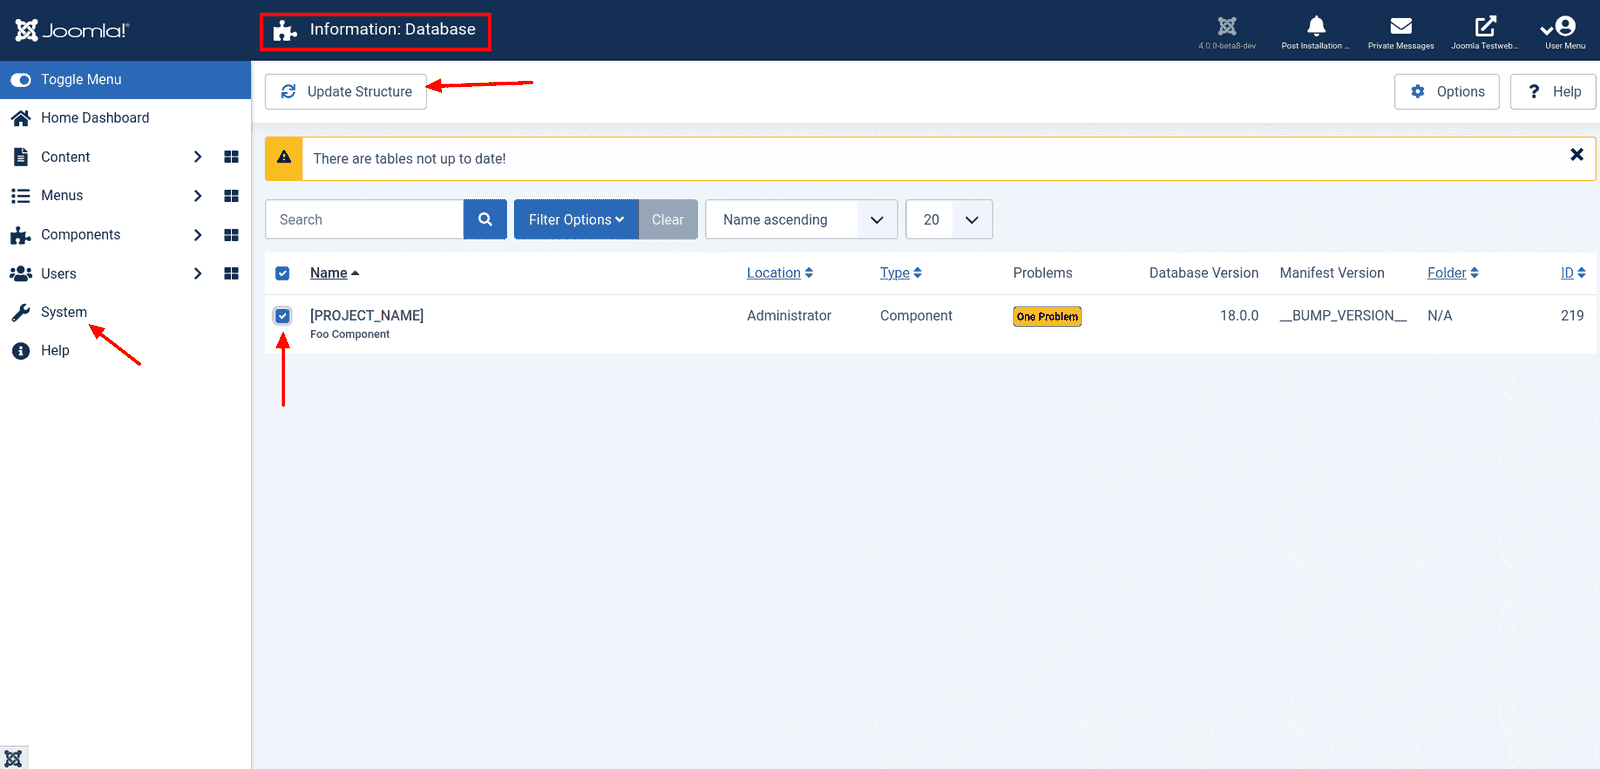 Joomla!®
Information: Database
4.0.0-beta8-dev
Post Installation ...
Private Messages
Joomla Testweb...
User Menu
Toggle Menu
Home Dashboard
Content
Menus
Components
Users
System
Help
Update Structure
Options
? Help
There are tables not up to date!
Search
Filter Options
Clear
Name ascending
20
Name Location Type Problems Database Version Manifest Version Folder ID
[PROJECT_NAME] Administrator Component One Problem 18.0.0 __BUMP_VERSION__ N/A 219
Foo Component